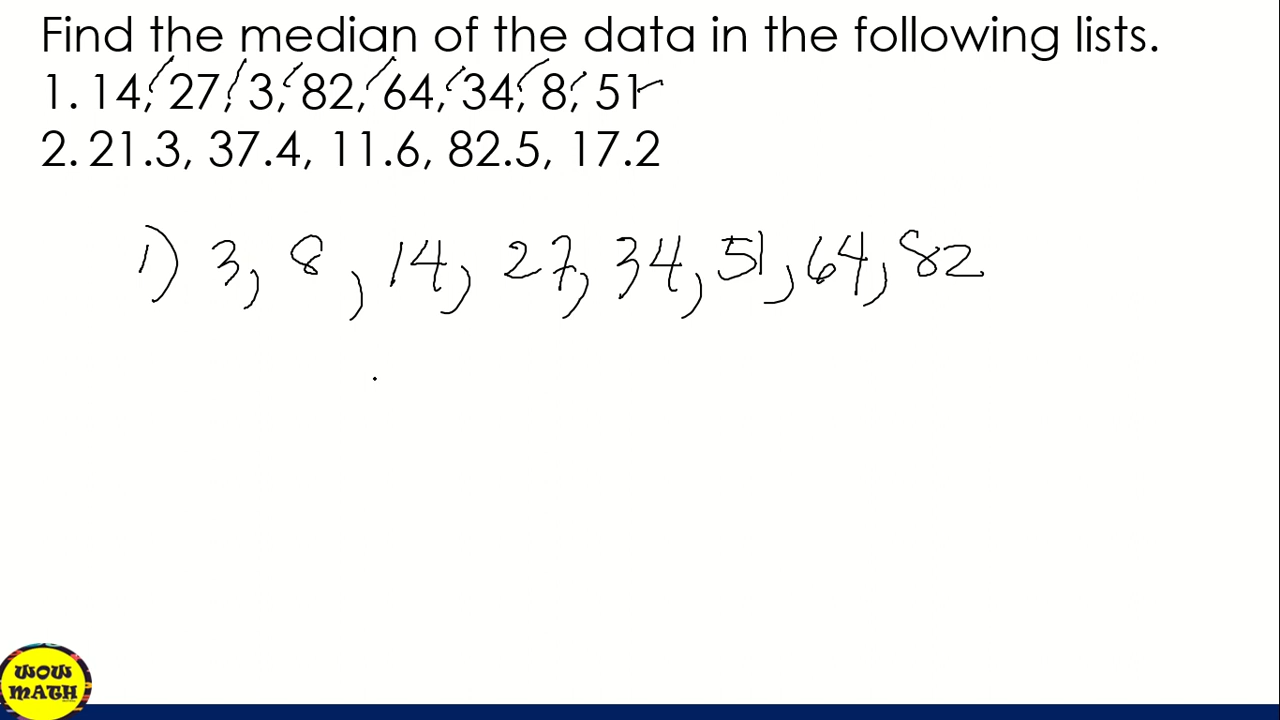 Find the median of the data in the following lists.
1. 14, 27, 3, 82, 64, 34, 8, 51
2. 21.3, 37.4, 11.6, 82.5, 17.2
1) 3, 8, 14, 27, 34, 51, 64, 82
WOW
MATH